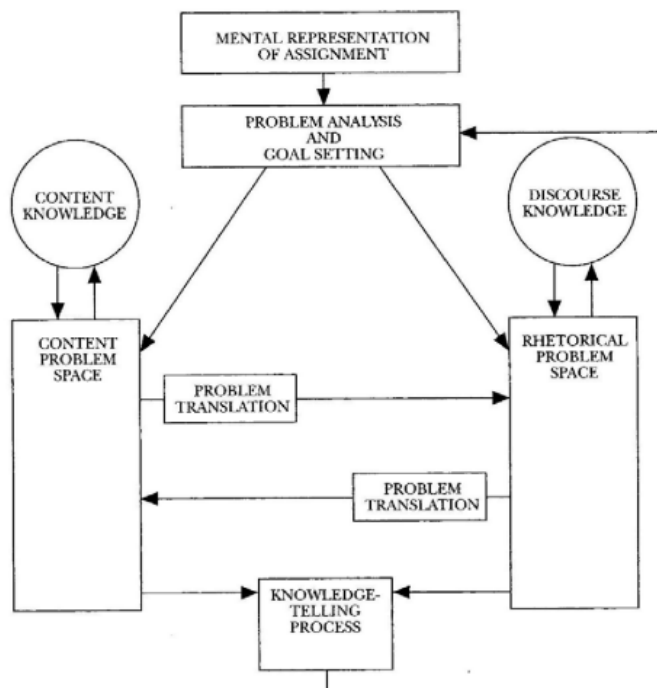 MENTAL REPRESENTATION
OF ASSIGNMENT
PROBLEM ANALYSIS
AND
GOAL SETTING
CONTENT
KNOWLEDGE
DISCOURSE
KNOWLEDGE
CONTENT
PROBLEM
SPACE
RHETORICAL
PROBLEM
SPACE
PROBLEM
TRANSLATION
PROBLEM
TRANSLATION
KNOWLEDGE-
TELLING
PROCESS